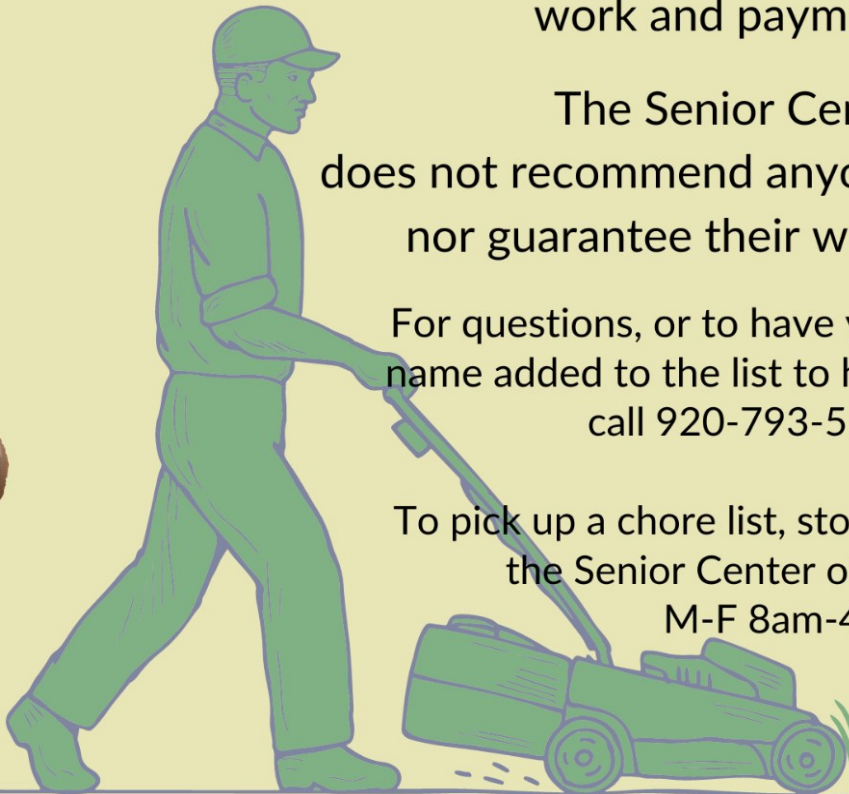 work and paym
The Senior Cen
does not recommend anyo
nor guarantee their w
For questions, or to have y
name added to the list to h
call 920-793-5
To pick up a chore list, sto
the Senior Center o
M-F 8am-4